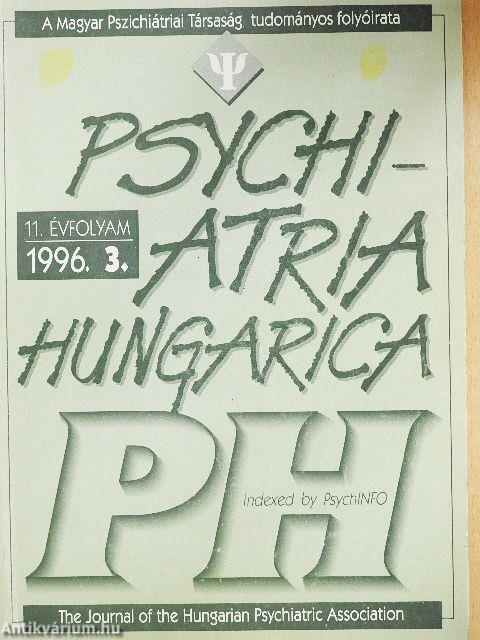 A Magyar Pszichiátriai Társaság tudományos folyóirata
Ψ
PSYCHI-
11. ÉVFOLYAM
1996. 3.
ATRIA
HUNGARICA
PH
Indexed by PsychINFO
The Journal of the Hungarian Psychiatric Association
Antikvárium.hu